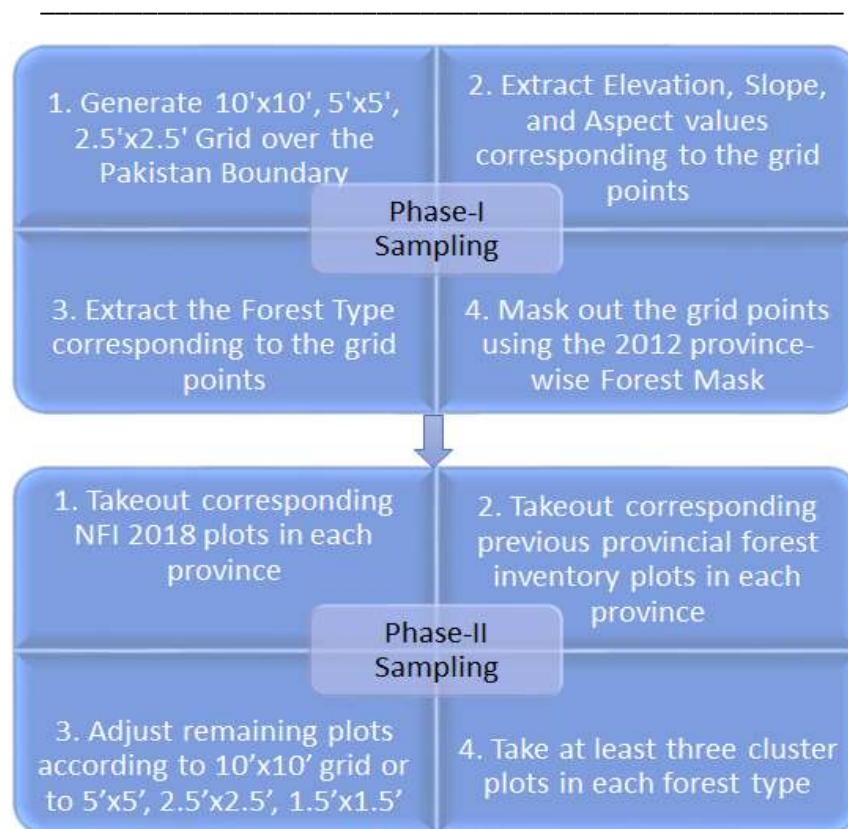 1. Generate 10'x10', 5'x5',
2.5'x2.5' Grid over the
Pakistan Boundary
2. Extract Elevation, Slope,
and Aspect values
corresponding to the grid
points
Phase-I
Sampling
3. Extract the Forest Type
corresponding to the grid
points
4. Mask out the grid points
using the 2012 province-
wise Forest Mask
1. Takeout corresponding
NFI 2018 plots in each
province
2. Takeout corresponding
previous provincial forest
inventory plots in each
province
Phase-II
Sampling
3. Adjust remaining plots
according to 10’x10’ grid or
to 5’x5’, 2.5’x2.5’, 1.5’x1.5’
4. Take at least three cluster
plots in each forest type